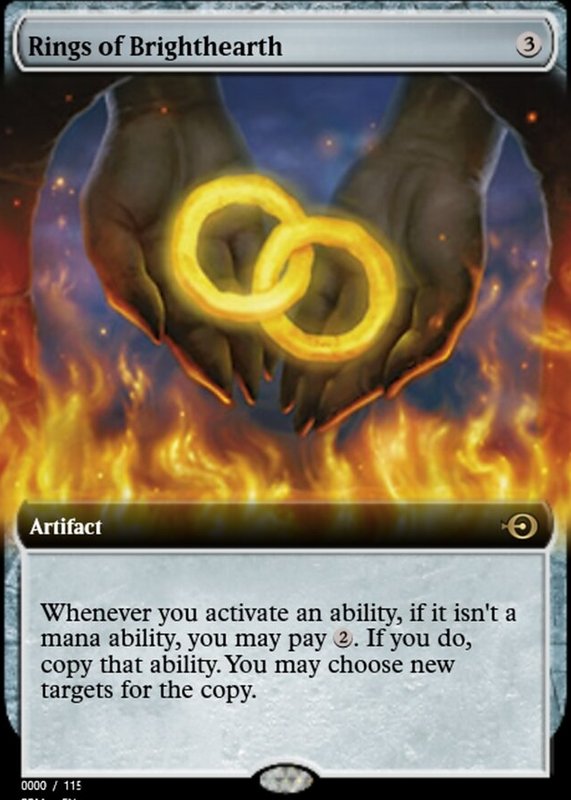 Rings of Brighthearth 3
Artifact
Whenever you activate an ability, if it isn't a
mana ability, you may pay 2. If you do,
copy that ability. You may choose new
targets for the copy.
0000 / 115